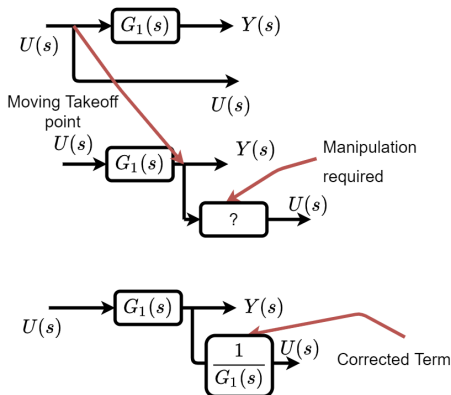 G₁(s)
Y(s)
U(s)
U(s)
Moving Takeoff
point
U(s)
G₁(s)
Y(s)
Manipulation
required
?
U(s)
G₁(s)
Y(s)
U(s)
1
G₁(s)
U(s)
Corrected Term